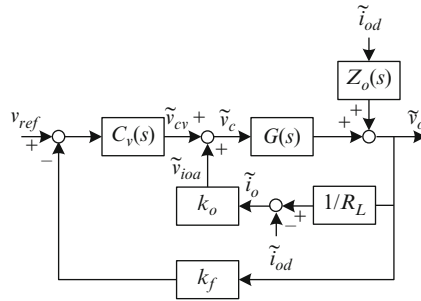 ĩ_od
Z_o(s)
v_ref
+
−
C_v(s)
ṽ_cv
+
+
ṽ_c
G(s)
+
+
ṽ_o
ṽ_ioa
k_o
ĩ_o
+
−
1/R_L
ĩ_od
k_f